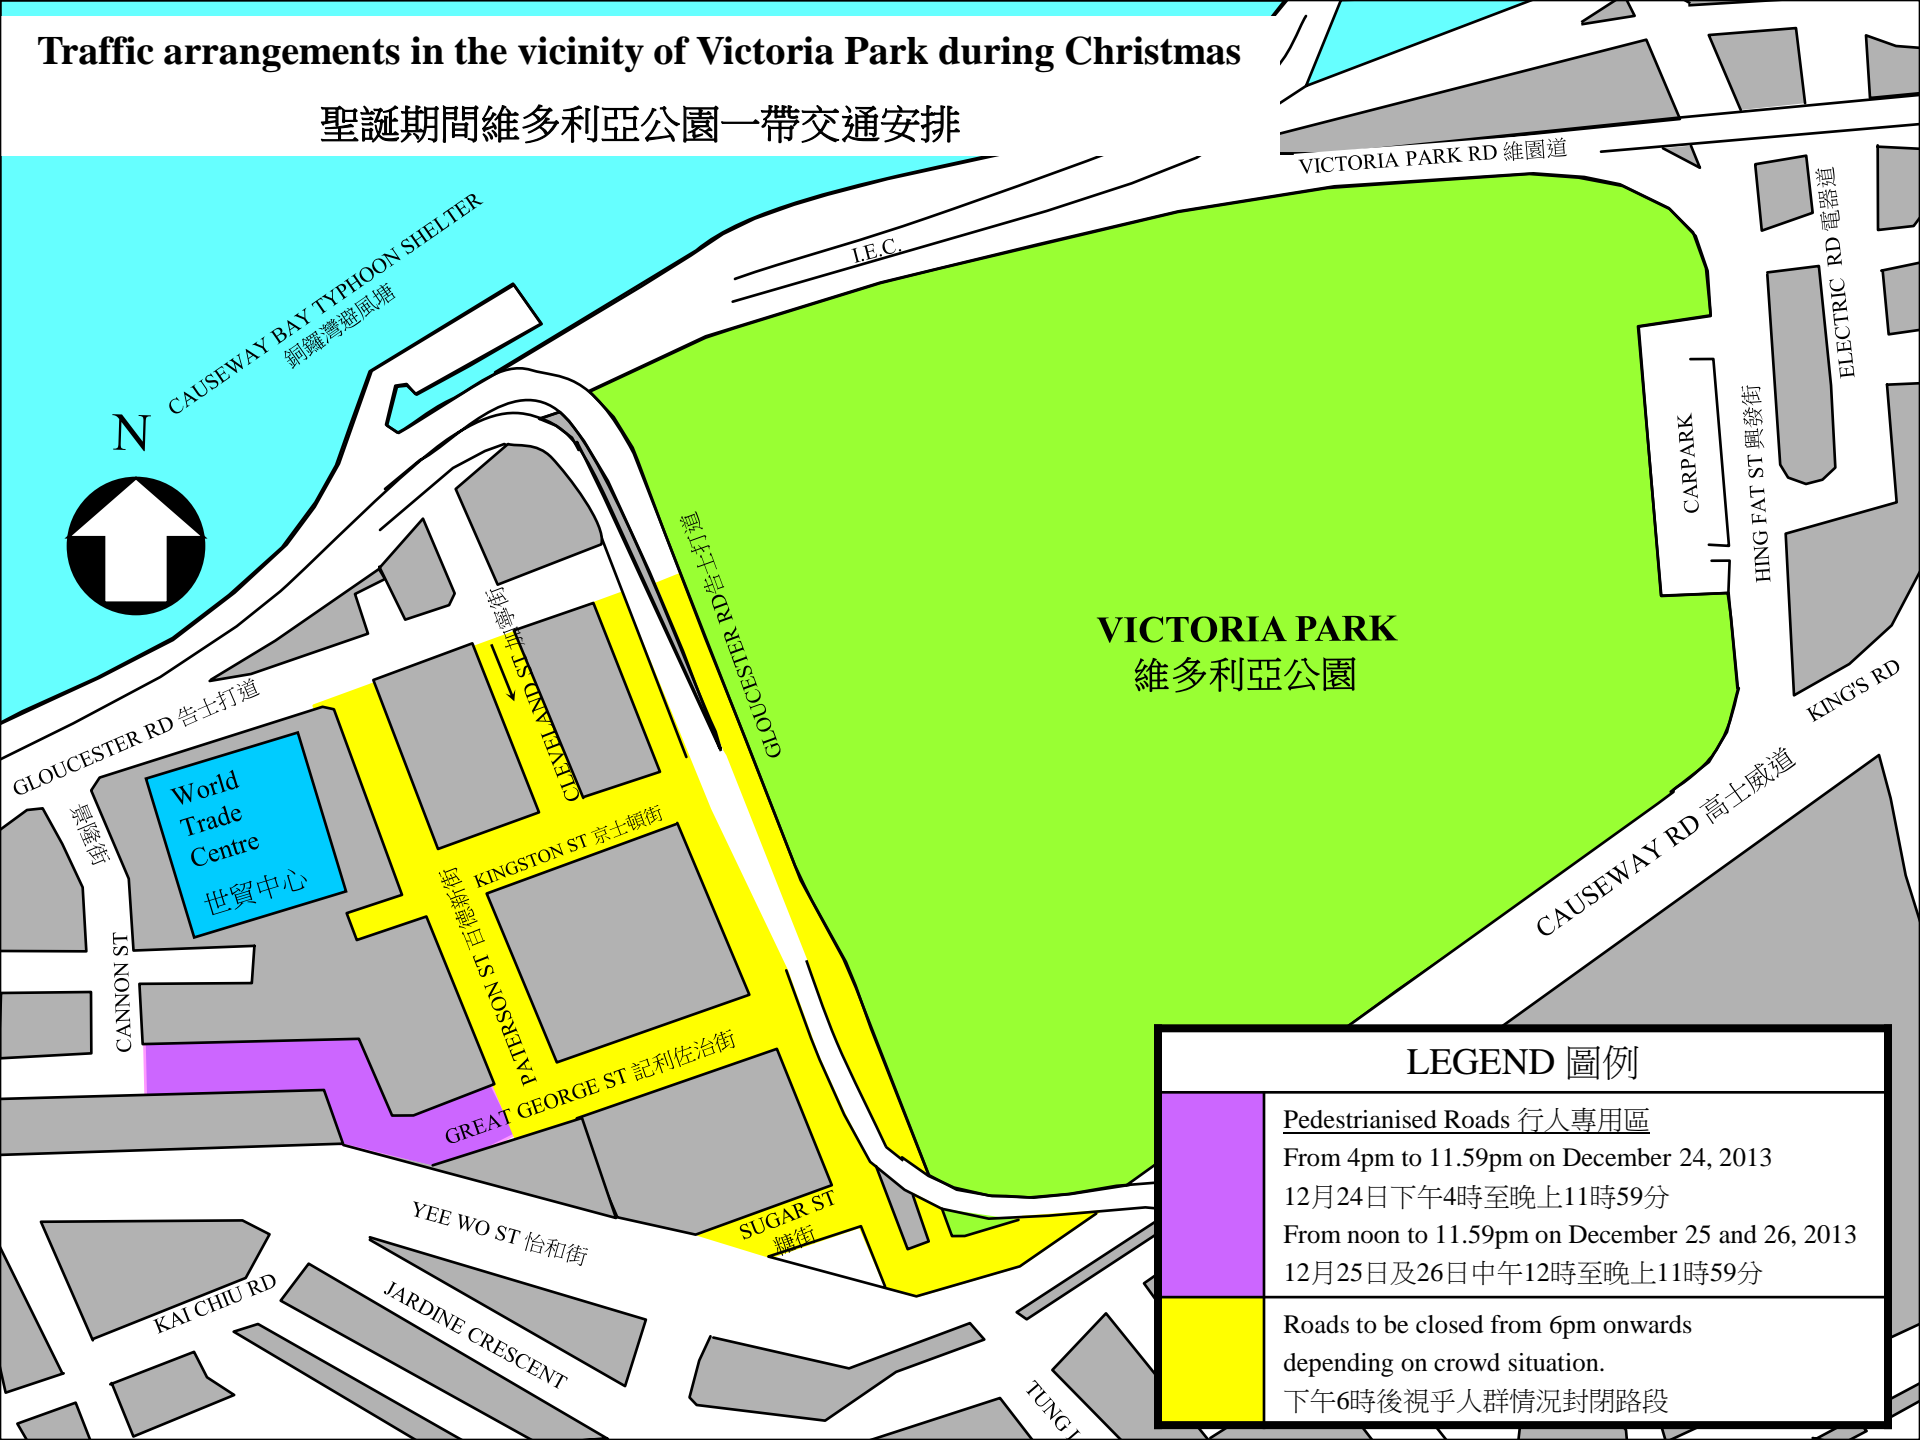 Traffic arrangements in the vicinity of Victoria Park during Christmas
聖誕期間維多利亞公園一帶交通安排
VICTORIA PARK RD 維園道
CAUSEWAY BAY TYPHOON SHELTER
銅鑼灣避風塘
I.E.C.
ELECTRIC RD 電器道
N
CARPARK
HING FAT ST 興發街
GLOUCESTER RD告士打道
VICTORIA PARK
維多利亞公園
KING'S RD
CLEVELAND ST 加寧街
GLOUCESTER RD 告士打道
World
Trade
Centre
世貿中心
景隆街
CANNON ST
KINGSTON ST 京士頓街
PATERSON ST 百德新街
CAUSEWAY RD 高士威道
GREAT GEORGE ST 記利佐治街
YEE WO ST 怡和街
SUGAR ST
糖街
KAI CHIU RD
JARDINE CRESCENT
TUNG
LEGEND 圖例
Pedestrianised Roads 行人專用區
From 4pm to 11.59pm on December 24, 2013
12月24日下午4時至晚上11時59分
From noon to 11.59pm on December 25 and 26, 2013
12月25日及26日中午12時至晚上11時59分
Roads to be closed from 6pm onwards
depending on crowd situation.
下午6時後視乎人群情況封閉路段